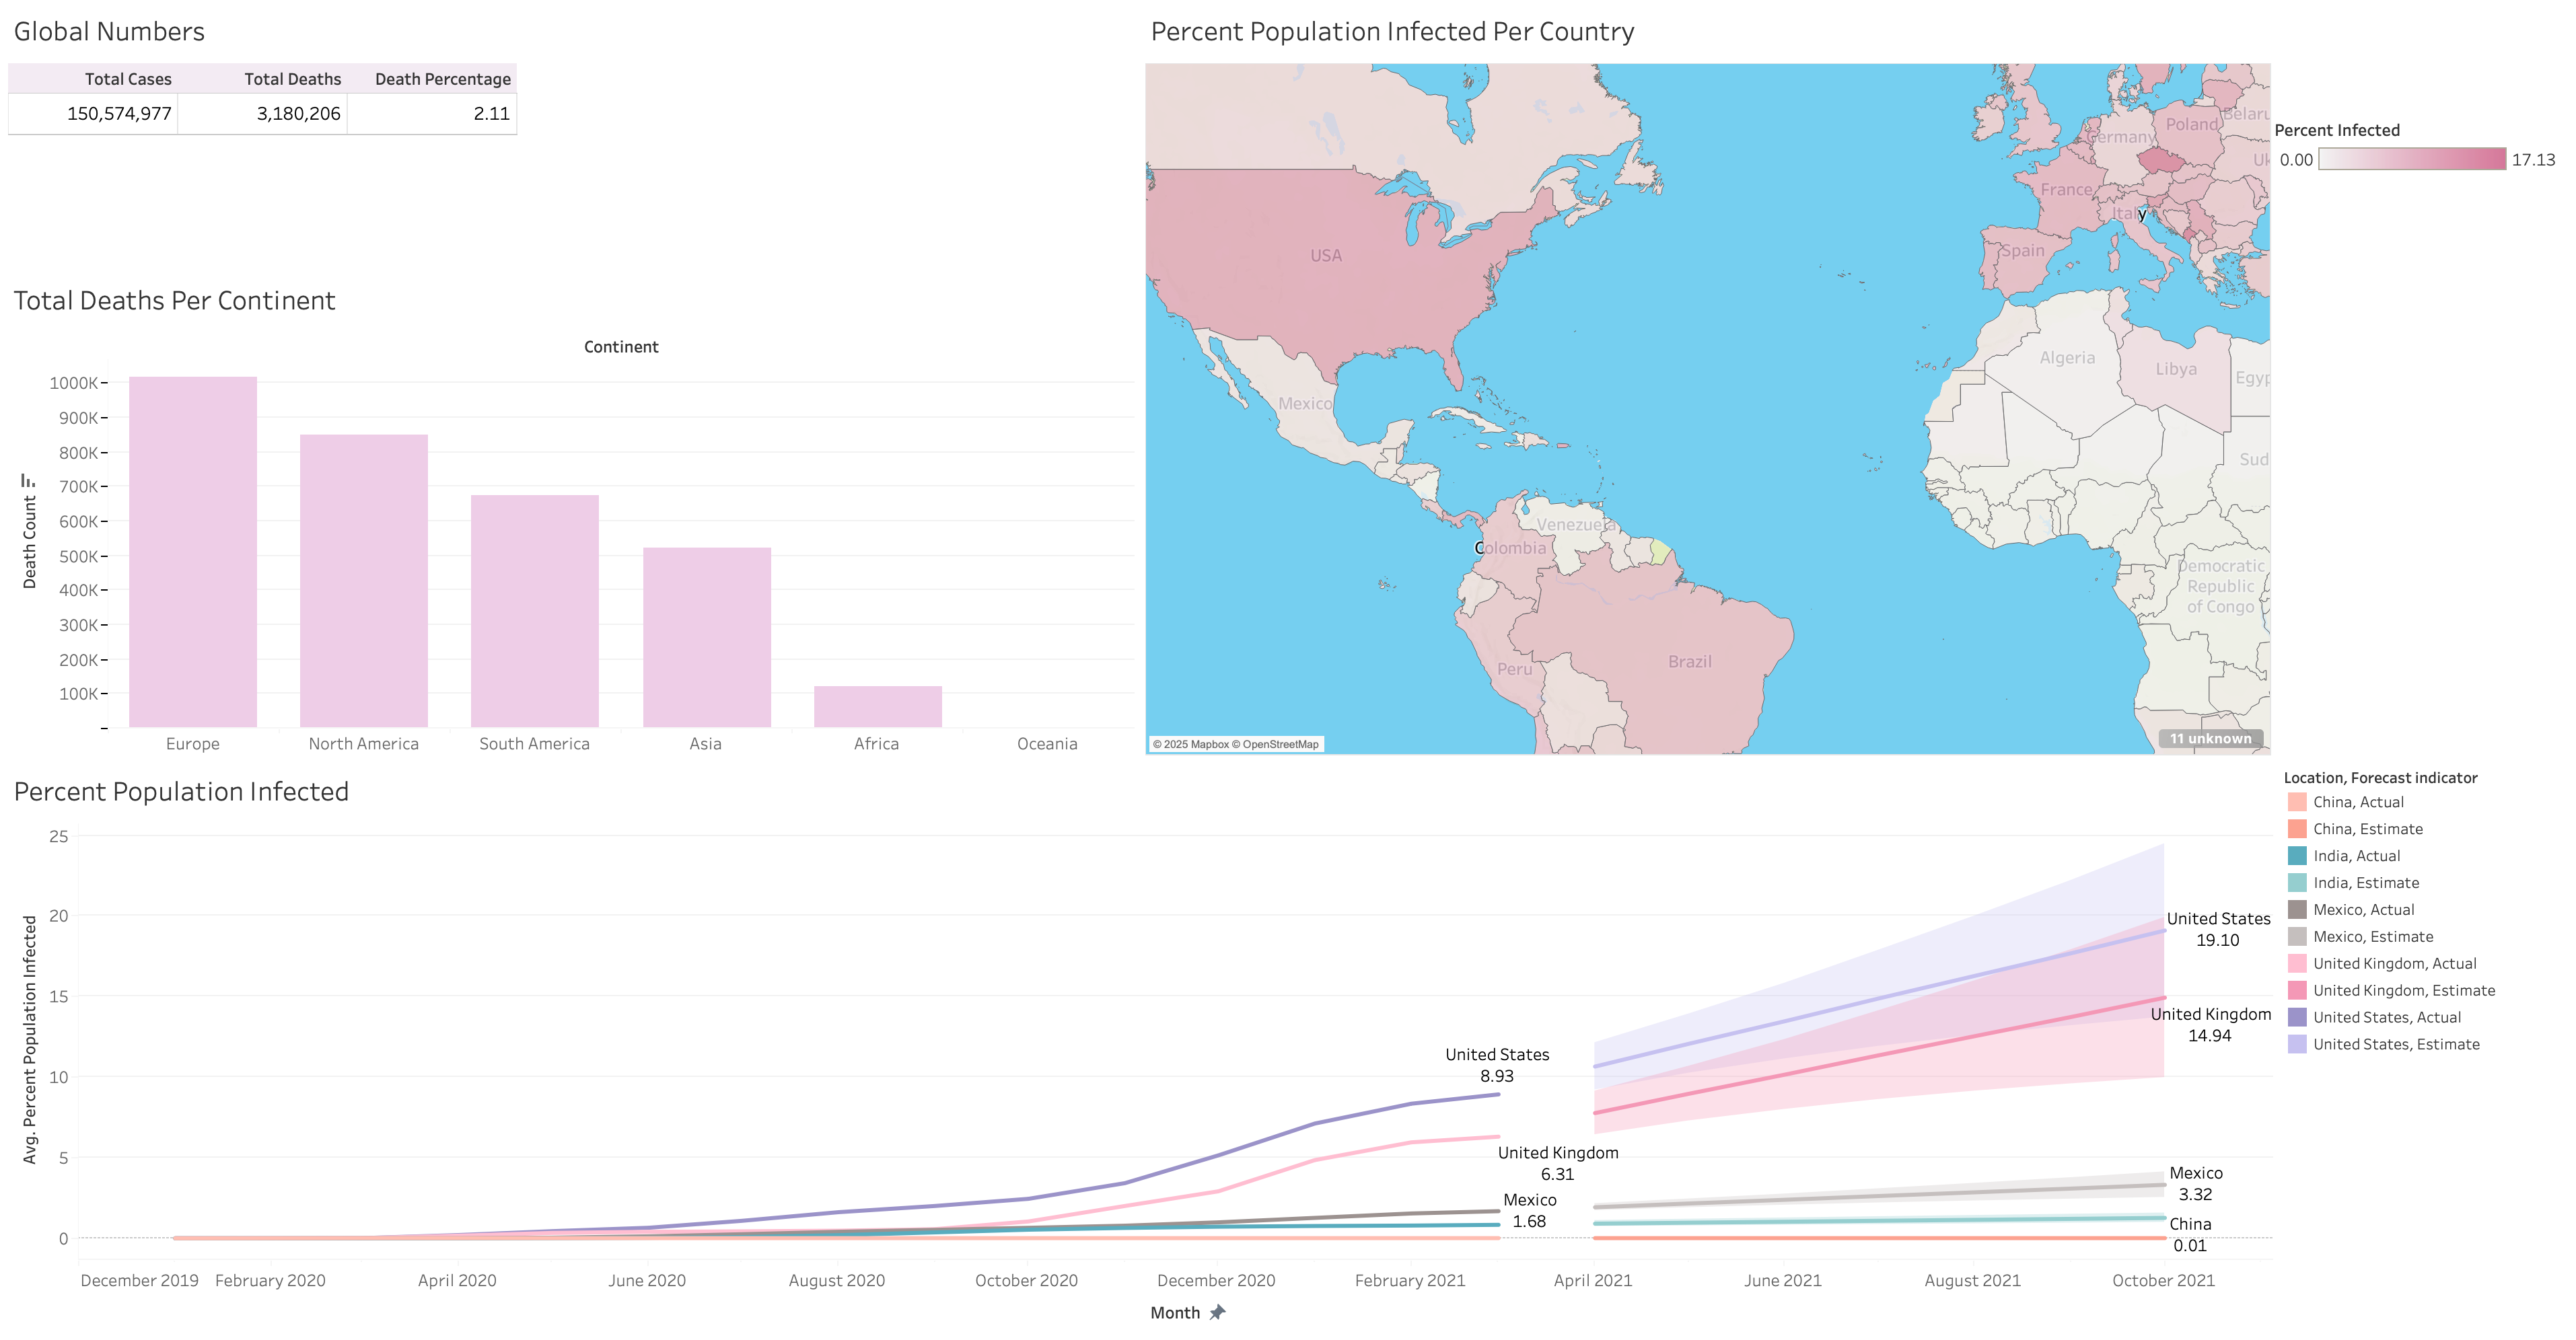 Global Numbers
Total Cases Total Deaths Death Percentage
150,574,977 3,180,206 2.11
Total Deaths Per Continent
Continent
Death Count
1000K
900K
800K
700K
600K
500K
400K
300K
200K
100K
Europe North America South America Asia Africa Oceania
Percent Population Infected Per Country
USA
Mexico
Venezuela
Colombia
Peru
Brazil
Germany
Poland
Belaru
Uk
France
Italy
Spain
Algeria
Libya
Egyp
Sud
Democratic
Republic
of Congo
© 2025 Mapbox © OpenStreetMap
11 unknown
Percent Infected
0.00 17.13
Percent Population Infected
Avg. Percent Population Infected
25
20
15
10
5
0
United States
8.93
United Kingdom
6.31
Mexico
1.68
United States
19.10
United Kingdom
14.94
Mexico
3.32
China
0.01
December 2019 February 2020 April 2020 June 2020 August 2020 October 2020 December 2020 February 2021 April 2021 June 2021 August 2021 October 2021
Month
Location, Forecast indicator
China, Actual
China, Estimate
India, Actual
India, Estimate
Mexico, Actual
Mexico, Estimate
United Kingdom, Actual
United Kingdom, Estimate
United States, Actual
United States, Estimate